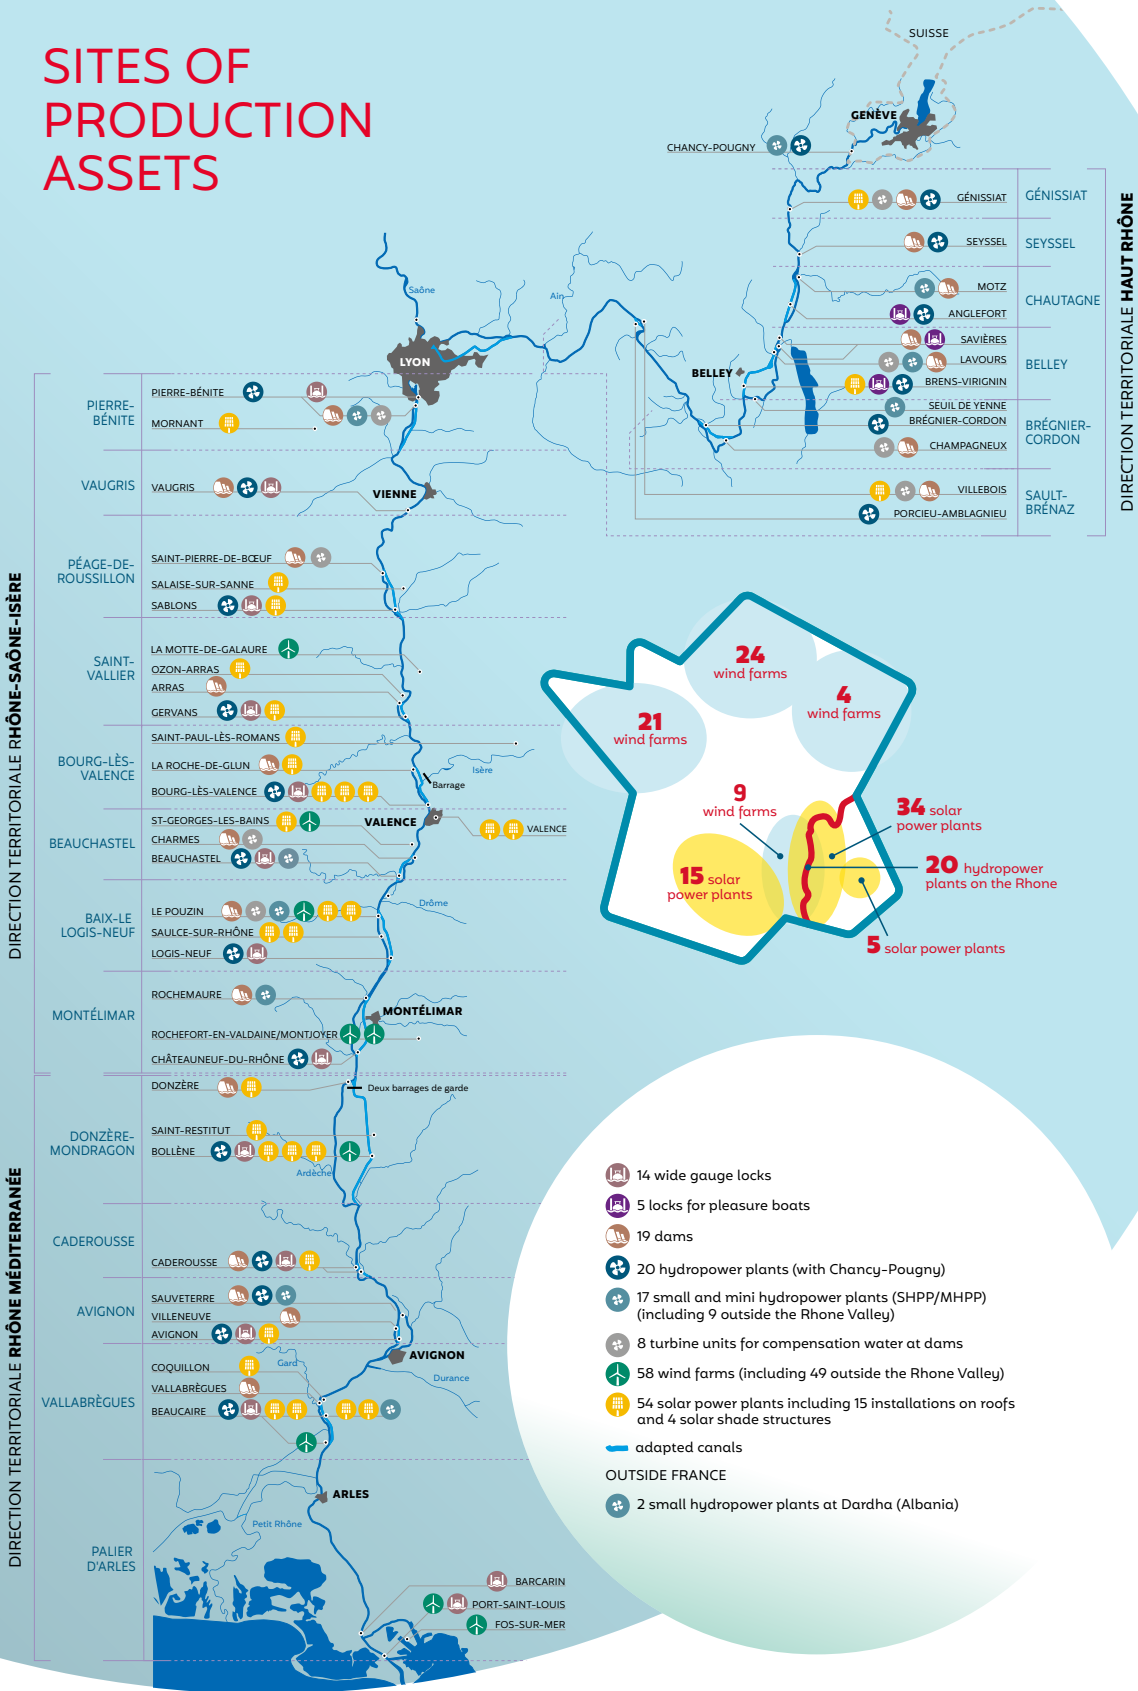 SITES OF
PRODUCTION
ASSETS
SUISSE
GENÈVE
CHANCY-POUGNY
GÉNISSIAT
GÉNISSIAT
SEYSSEL
SEYSSEL
MOTZ
CHAUTAGNE
ANGLEFORT
SAVIÈRES
LAVOURS
BELLEY
BELLEY
BRENS-VIRIGNIN
SEUIL DE YENNE
BRÉGNIER-CORDON
BRÉGNIER-
CORDON
CHAMPAGNEUX
VILLEBOIS
SAULT-
BRÉNAZ
PORCIEU-AMBLAGNIEU
DIRECTION TERRITORIALE HAUT RHÔNE
Saône
Ain
LYON
DIRECTION TERRITORIALE RHÔNE-SAÔNE-ISÈRE
PIERRE-
BÉNITE
PIERRE-BÉNITE
MORNANT
VAUGRIS
VAUGRIS
VIENNE
PÉAGE-DE-
ROUSSILLON
SAINT-PIERRE-DE-BŒUF
SALAISE-SUR-SANNE
SABLONS
SAINT-
VALLIER
LA MOTTE-DE-GALAURE
OZON-ARRAS
ARRAS
GERVANS
BOURG-LÈS-
VALENCE
SAINT-PAUL-LÈS-ROMANS
LA ROCHE-DE-GLUN
BOURG-LÈS-VALENCE
Isère
Barrage
BEAUCHASTEL
ST-GEORGES-LES-BAINS
CHARMES
BEAUCHASTEL
VALENCE
VALENCE
BAIX-LE
LOGIS-NEUF
LE POUZIN
SAULCE-SUR-RHÔNE
LOGIS-NEUF
Drôme
MONTÉLIMAR
ROCHEMAURE
MONTÉLIMAR
ROCHEFORT-EN-VALDAINE/MONTJOYER
CHÂTEAUNEUF-DU-RHÔNE
DIRECTION TERRITORIALE RHÔNE MÉDITERRANÉE
DONZÈRE-
MONDRAGON
DONZÈRE
Deux barrages de garde
SAINT-RESTITUT
BOLLÈNE
Ardèche
CADEROUSSE
CADEROUSSE
AVIGNON
SAUVETERRE
VILLENEUVE
AVIGNON
AVIGNON
VALLABRÈGUES
COQUILLON
VALLABRÈGUES
BEAUCAIRE
Gard
Durance
ARLES
PALIER
D'ARLES
Petit Rhône
BARCARIN
PORT-SAINT-LOUIS
FOS-SUR-MER
24
wind farms
4
wind farms
21
wind farms
9
wind farms
34 solar
power plants
15 solar
power plants
20 hydropower
plants on the Rhone
5 solar power plants
14 wide gauge locks
5 locks for pleasure boats
19 dams
20 hydropower plants (with Chancy-Pougny)
17 small and mini hydropower plants (SHPP/MHPP)
(including 9 outside the Rhone Valley)
8 turbine units for compensation water at dams
58 wind farms (including 49 outside the Rhone Valley)
54 solar power plants including 15 installations on roofs
and 4 solar shade structures
adapted canals
OUTSIDE FRANCE
2 small hydropower plants at Dardha (Albania)